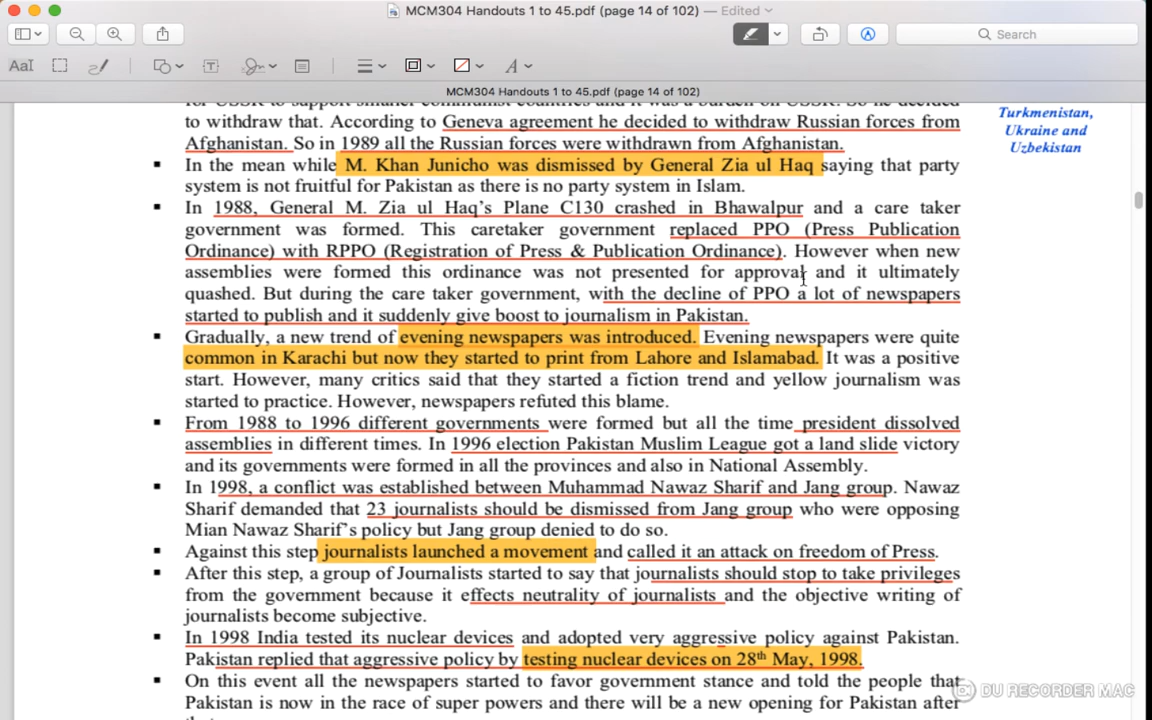 MCM304 Handouts 1 to 45.pdf (page 14 of 102) — Edited
Search
AaI
T
A
MCM304 Handouts 1 to 45.pdf (page 14 of 102)
for USSR to support smaller communist countries and it was a burden on USSR. So he decided
to withdraw that. According to Geneva agreement he decided to withdraw Russian forces from
Afghanistan. So in 1989 all the Russian forces were withdrawn from Afghanistan.
Turkmenistan,
Ukraine and
Uzbekistan
▪ In the mean while M. Khan Junicho was dismissed by General Zia ul Haq saying that party
system is not fruitful for Pakistan as there is no party system in Islam.
▪ In 1988, General M. Zia ul Haq's Plane C130 crashed in Bhawalpur and a care taker
government was formed. This caretaker government replaced PPO (Press Publication
Ordinance) with RPPO (Registration of Press & Publication Ordinance). However when new
assemblies were formed this ordinance was not presented for approval and it ultimately
quashed. But during the care taker government, with the decline of PPO a lot of newspapers
started to publish and it suddenly give boost to journalism in Pakistan.
▪ Gradually, a new trend of evening newspapers was introduced. Evening newspapers were quite
common in Karachi but now they started to print from Lahore and Islamabad. It was a positive
start. However, many critics said that they started a fiction trend and yellow journalism was
started to practice. However, newspapers refuted this blame.
▪ From 1988 to 1996 different governments were formed but all the time president dissolved
assemblies in different times. In 1996 election Pakistan Muslim League got a land slide victory
and its governments were formed in all the provinces and also in National Assembly.
▪ In 1998, a conflict was established between Muhammad Nawaz Sharif and Jang group. Nawaz
Sharif demanded that 23 journalists should be dismissed from Jang group who were opposing
Mian Nawaz Sharif's policy but Jang group denied to do so.
▪ Against this step journalists launched a movement and called it an attack on freedom of Press.
▪ After this step, a group of Journalists started to say that journalists should stop to take privileges
from the government because it effects neutrality of journalists and the objective writing of
journalists become subjective.
▪ In 1998 India tested its nuclear devices and adopted very aggressive policy against Pakistan.
Pakistan replied that aggressive policy by testing nuclear devices on 28th May, 1998.
▪ On this event all the newspapers started to favor government stance and told the people that
Pakistan is now in the race of super powers and there will be a new opening for Pakistan after
DU RECORDER MAC